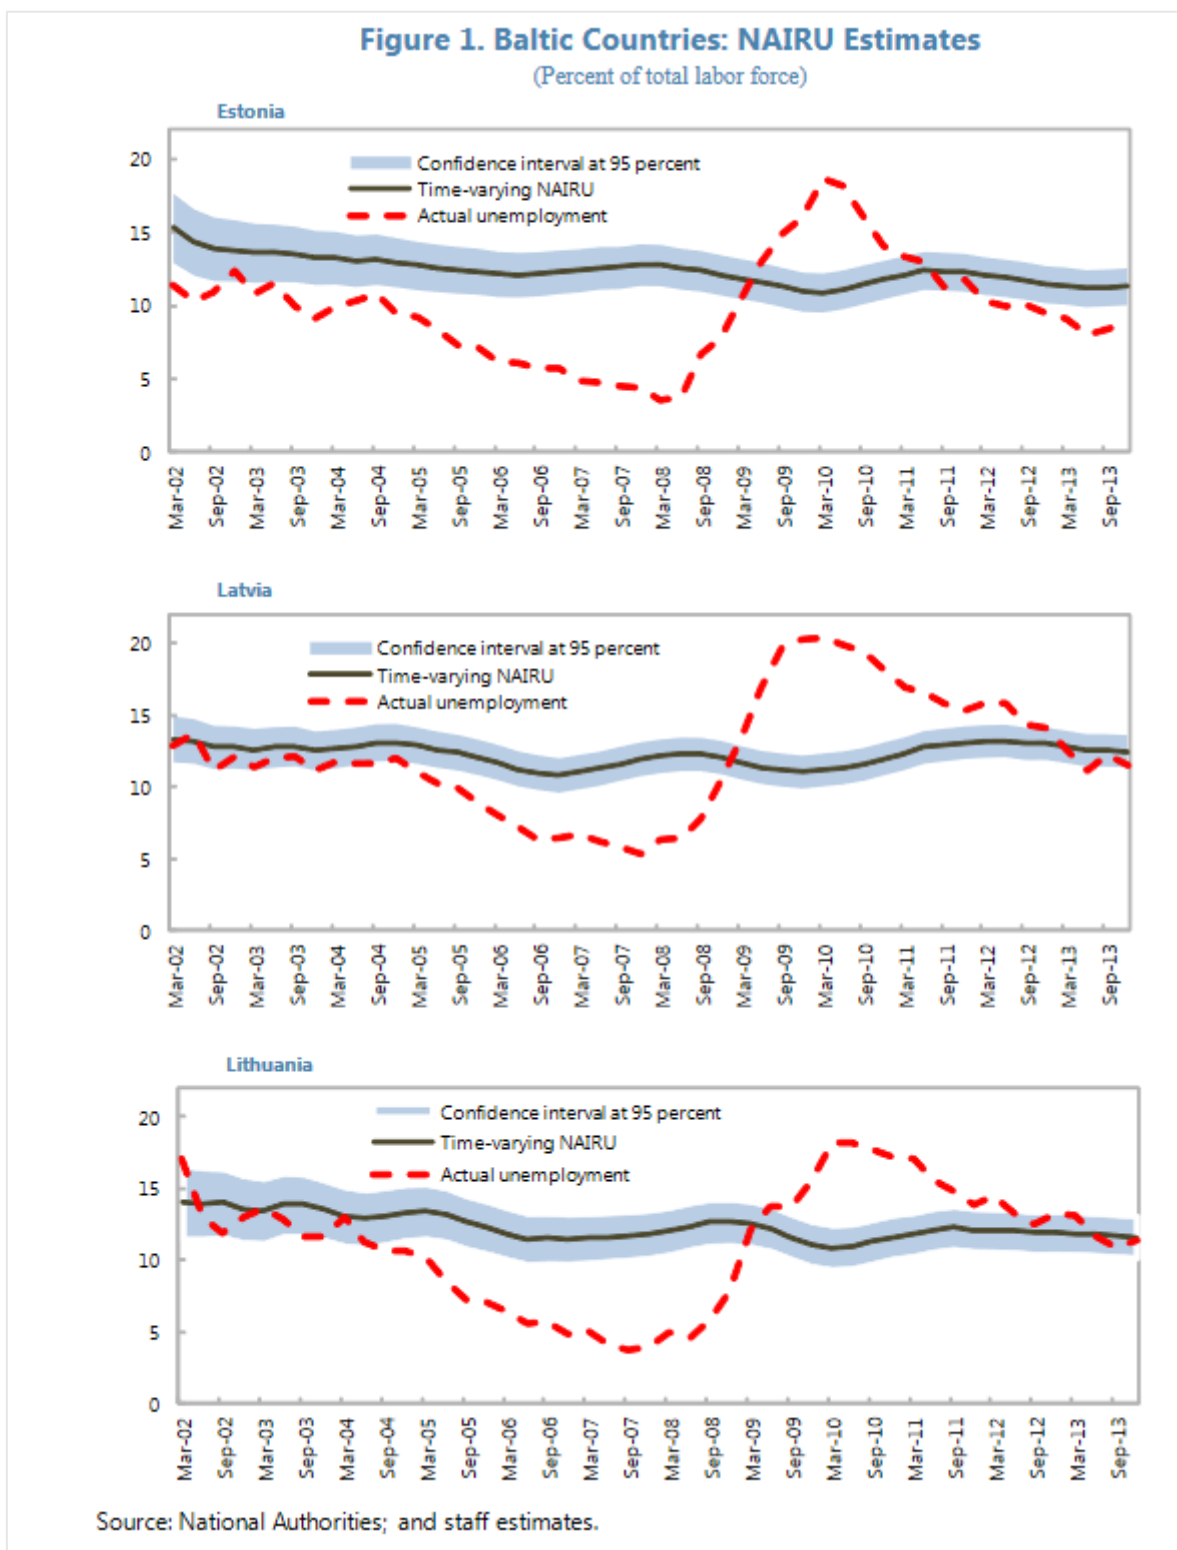 Figure 1. Baltic Countries: NAIRU Estimates
(Percent of total labor force)
Estonia
Confidence interval at 95 percent
Time-varying NAIRU
Actual unemployment
20
15
10
5
0
Mar-02 Sep-02 Mar-03 Sep-03 Mar-04 Sep-04 Mar-05 Sep-05 Mar-06 Sep-06 Mar-07 Sep-07 Mar-08 Sep-08 Mar-09 Sep-09 Mar-10 Sep-10 Mar-11 Sep-11 Mar-12 Sep-12 Mar-13 Sep-13
Latvia
Confidence interval at 95 percent
Time-varying NAIRU
Actual unemployment
20
15
10
5
0
Mar-02 Sep-02 Mar-03 Sep-03 Mar-04 Sep-04 Mar-05 Sep-05 Mar-06 Sep-06 Mar-07 Sep-07 Mar-08 Sep-08 Mar-09 Sep-09 Mar-10 Sep-10 Mar-11 Sep-11 Mar-12 Sep-12 Mar-13 Sep-13
Lithuania
Confidence interval at 95 percent
Time-varying NAIRU
Actual unemployment
20
15
10
5
0
Mar-02 Sep-02 Mar-03 Sep-03 Mar-04 Sep-04 Mar-05 Sep-05 Mar-06 Sep-06 Mar-07 Sep-07 Mar-08 Sep-08 Mar-09 Sep-09 Mar-10 Sep-10 Mar-11 Sep-11 Mar-12 Sep-12 Mar-13 Sep-13
Source: National Authorities; and staff estimates.